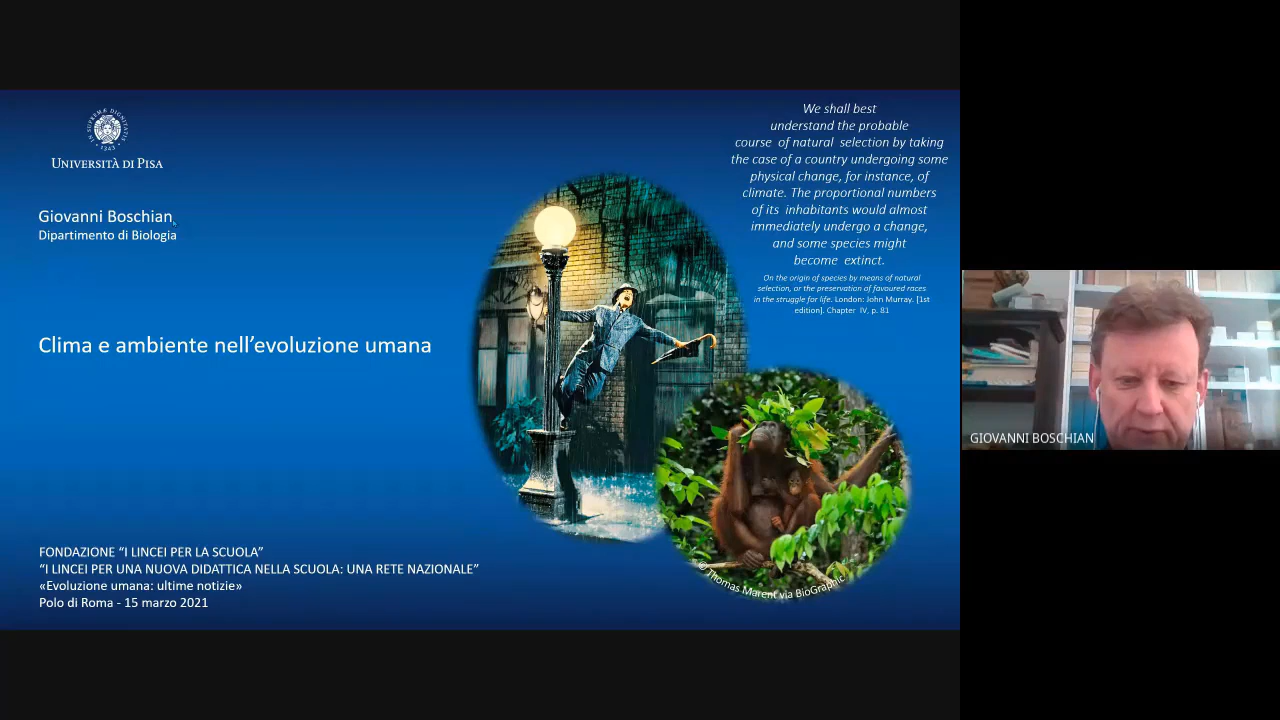 IN SUPREMÆ DIGNITATIS
1343
UNIVERSITÀ DI PISA
Giovanni Boschian
Dipartimento di Biologia
Clima e ambiente nell’evoluzione umana
FONDAZIONE “I LINCEI PER LA SCUOLA”
“I LINCEI PER UNA NUOVA DIDATTICA NELLA SCUOLA: UNA RETE NAZIONALE”
«Evoluzione umana: ultime notizie»
Polo di Roma - 15 marzo 2021
We shall best
understand the probable
course of natural selection by taking
the case of a country undergoing some
physical change, for instance, of
climate. The proportional numbers
of its inhabitants would almost
immediately undergo a change,
and some species might
become extinct.
On the origin of species by means of natural
selection, or the preservation of favoured races
in the struggle for life. London: John Murray. [1st
edition]. Chapter IV, p. 81
© Thomas Marent via BioGraphic
GIOVANNI BOSCHIAN